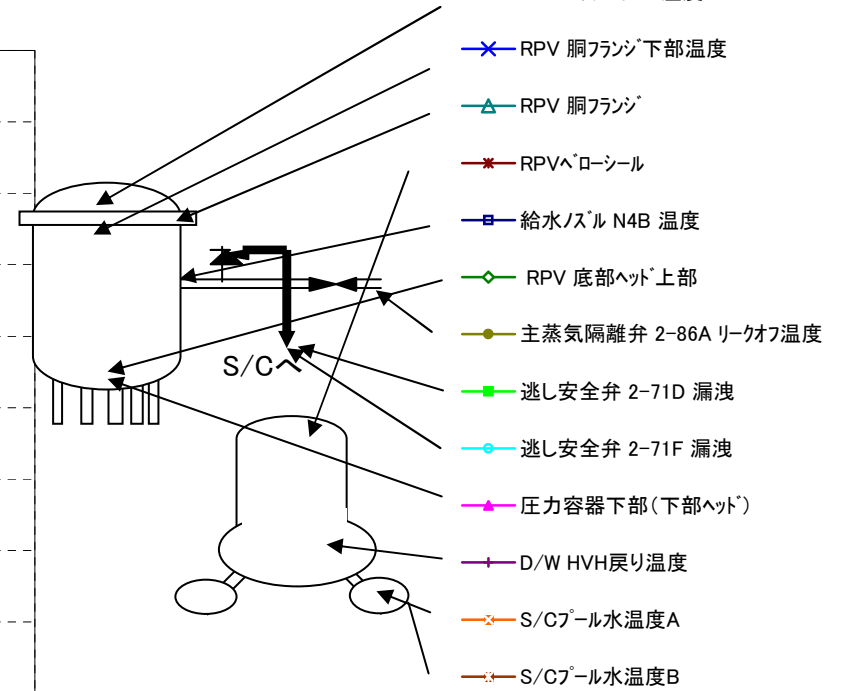 温度
RPV 胴フランジ下部温度
RPV 胴フランジ
RPVベローシール
給水ノズル N4B 温度
RPV 底部ヘッド上部
主蒸気隔離弁 2-86A リークオフ温度
S/Cへ
逃し安全弁 2-71D 漏洩
逃し安全弁 2-71F 漏洩
圧力容器下部(下部ヘッド)
D/W HVH戻り温度
S/Cプール水温度A
S/Cプール水温度B